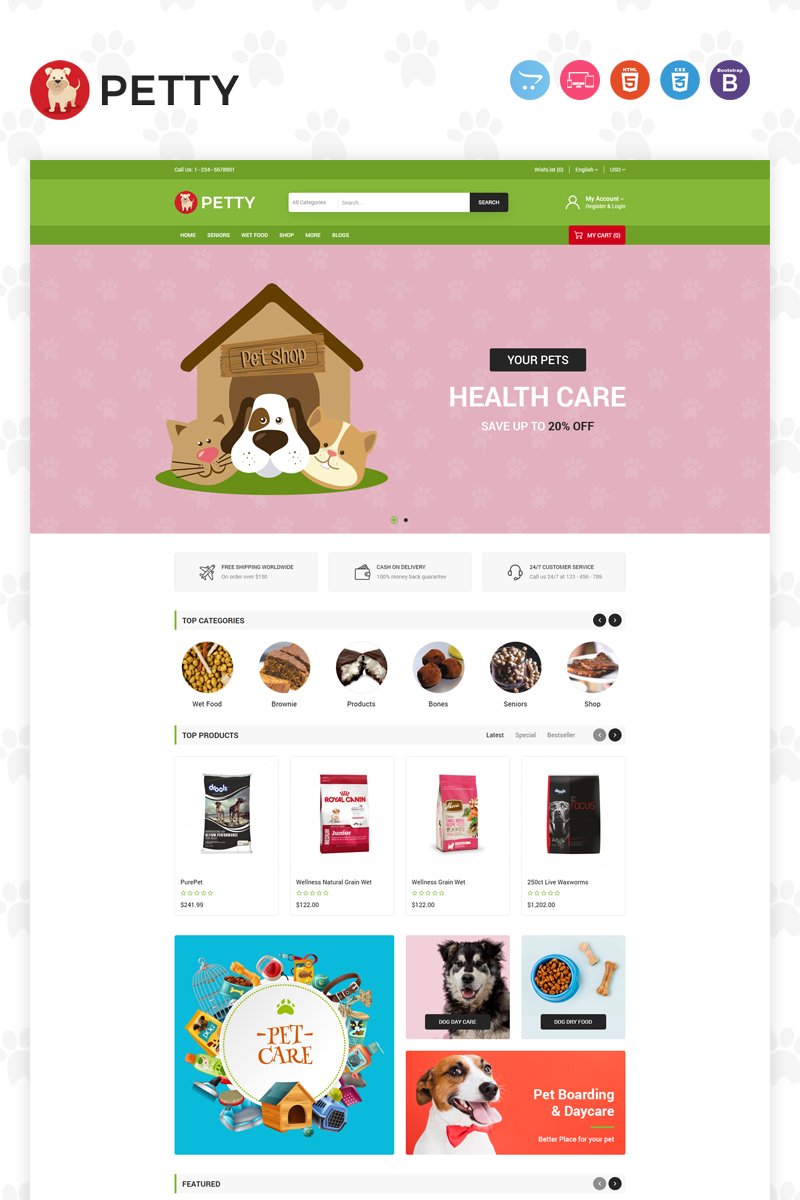 PETTY
HTML
5
CSS
3
Bootstrap
B
Call Us: 1-234-5678901
WishList (0) English USD
PETTY
All Categories Search... SEARCH
My Account
Register & Login
HOME SENIORS WET FOOD SHOP MORE BLOGS
MY CART (0)
Pet shop
YOUR PETS
HEALTH CARE
SAVE UP TO 20% OFF
FREE SHIPPING WORLDWIDE
On order over $150
CASH ON DELIVERY
100% money back guarantee
24/7 CUSTOMER SERVICE
Call us 24/7 at 123 - 456 - 789
TOP CATEGORIES
Wet Food Brownie Products Bones Seniors Shop
TOP PRODUCTS
Latest Special Bestseller
drools
ROYAL CANIN
MEDIUM
Junior
Merrick
drools
FOCUS
Adult
PurePet
$241.99
Wellness Natural Grain Wet
$122.00
Wellness Grain Wet
$122.00
250ct Live Waxworms
$1,202.00
DOG
-PET-
CARE
DOG DAY CARE
DOG DRY FOOD
Pet Boarding
& Daycare
Better Place for your pet
FEATURED